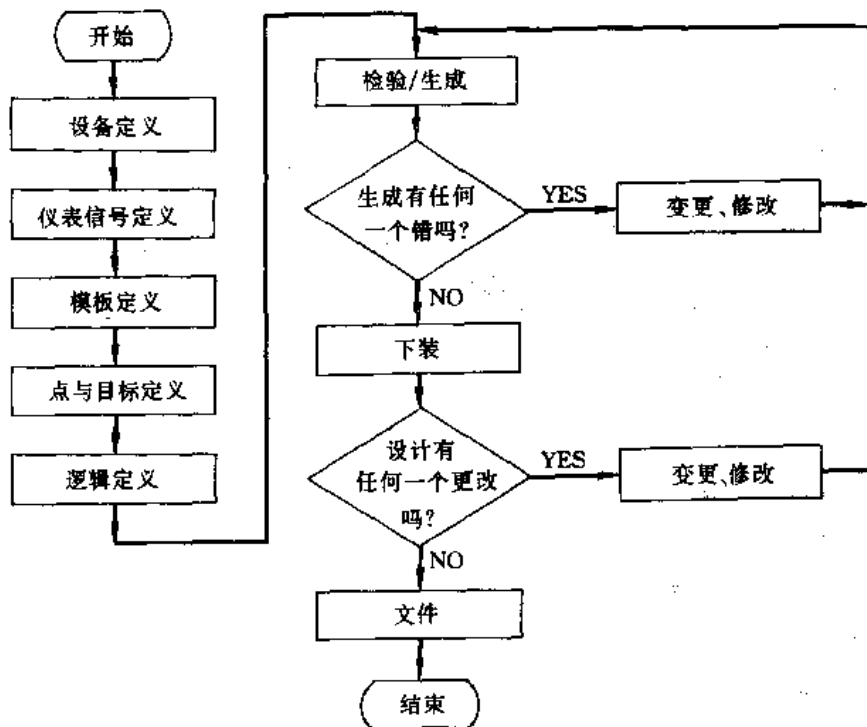 开始
设备定义
仪表信号定义
模板定义
点与目标定义
逻辑定义
检验/生成
生成有任何
一个错吗?
YES
变更、修改
NO
下装
设计有
任何一个更改
吗?
YES
变更、修改
NO
文件
结束